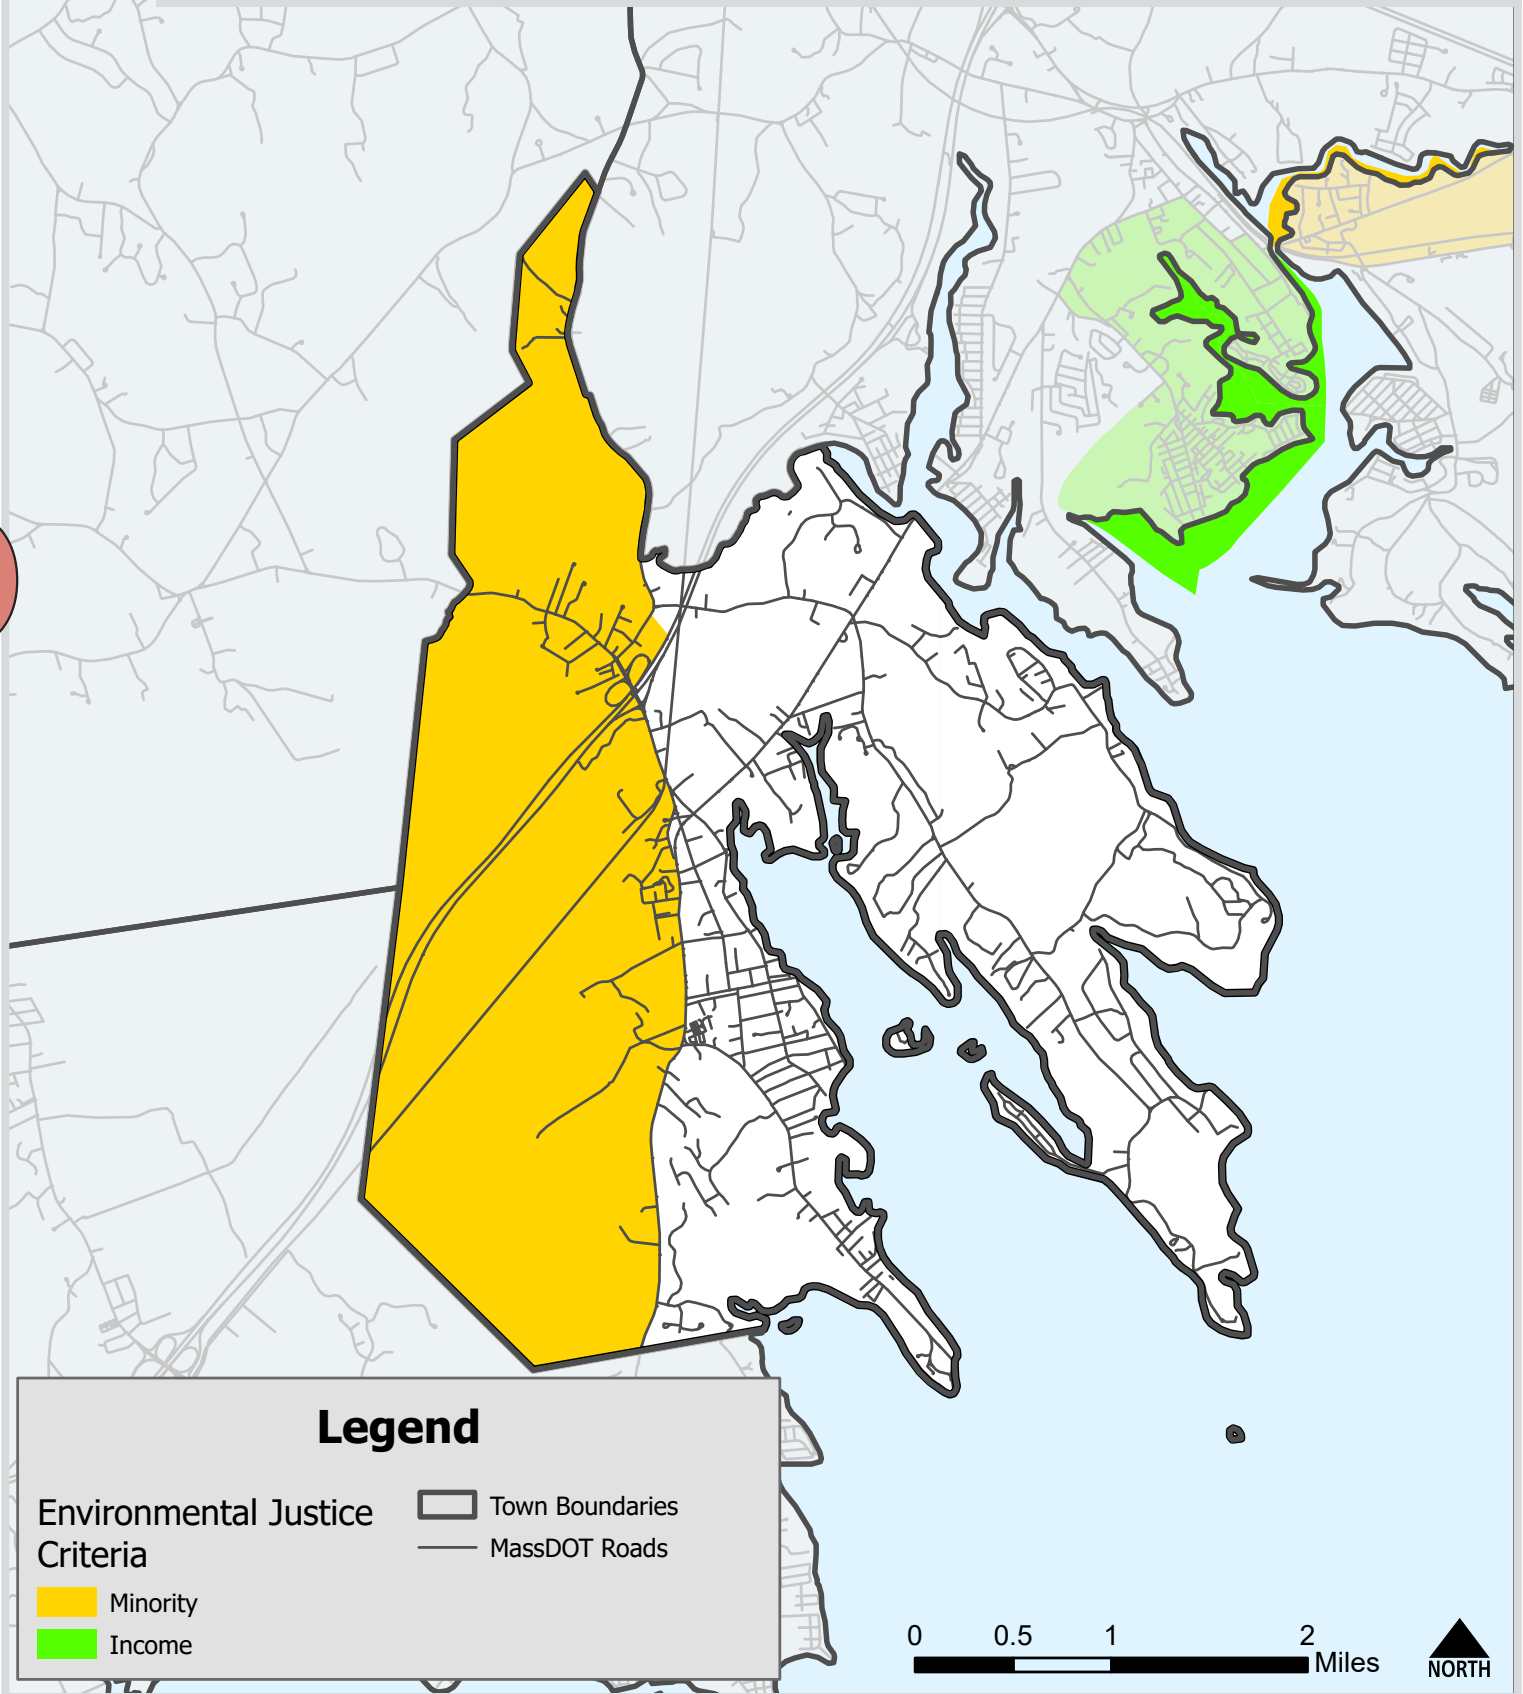 Legend
Environmental Justice
Criteria
Minority
Income
Town Boundaries
MassDOT Roads
0 0.5 1 2
Miles
NORTH